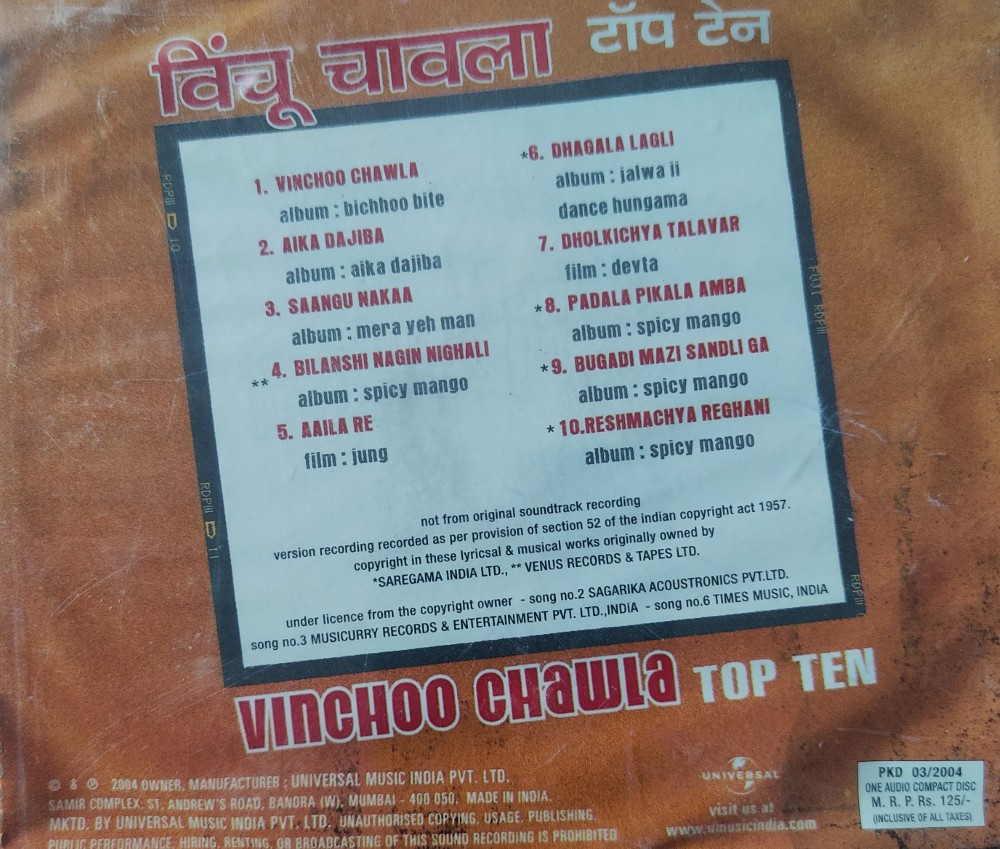 विंचू चावला टॉप टेन
1. VINCHOO CHAWLA
album : bichhoo bite
2. AIKA DAJIBA
album : aika dajiba
3. SAANGU NAKAA
album : mera yeh man
** 4. BILANSHI NAGIN NIGHALI
album : spicy mango
5. AAILA RE
film : jung
*6. DHAGALA LAGLI
album : jalwa ii
dance hungama
7. DHOLKICHYA TALAVAR
film : devta
*8. PADALA PIKALA AMBA
album : spicy mango
*9. BUGADI MAZI SANDLI GA
album : spicy mango
* 10.RESHMACHYA REGHANI
album : spicy mango
not from original soundtrack recording
version recording recorded as per provision of section 52 of the indian copyright act 1957.
copyright in these lyricsal & musical works originally owned by
*SAREGAMA INDIA LTD., ** VENUS RECORDS & TAPES LTD.
under licence from the copyright owner - song no.2 SAGARIKA ACOUSTRONICS PVT.LTD.
song no.3 MUSICURRY RECORDS & ENTERTAINMENT PVT. LTD.,INDIA - song no.6 TIMES MUSIC, INDIA
RDPIII
10
RDPIII
11
FUJI RDPIII
RDPIII
VINCHOO CHAWLA TOP TEN
© & ℗ 2004 OWNER, MANUFACTURER : UNIVERSAL MUSIC INDIA PVT. LTD.
SAMIR COMPLEX, ST. ANDREW'S ROAD, BANDRA (W), MUMBAI - 400 050. MADE IN INDIA.
MKTD. BY UNIVERSAL MUSIC INDIA PVT. LTD. UNAUTHORISED COPYING, USAGE, PUBLISHING,
PUBLIC PERFORMANCE, HIRING, RENTING, OR BROADCASTING OF THIS SOUND RECORDING IS PROHIBITED
UNIVERSAL
visit us at
www.umusicindia.com
PKD 03/2004
ONE AUDIO COMPACT DISC
M. R. P. Rs. 125/-
(INCLUSIVE OF ALL TAXES)